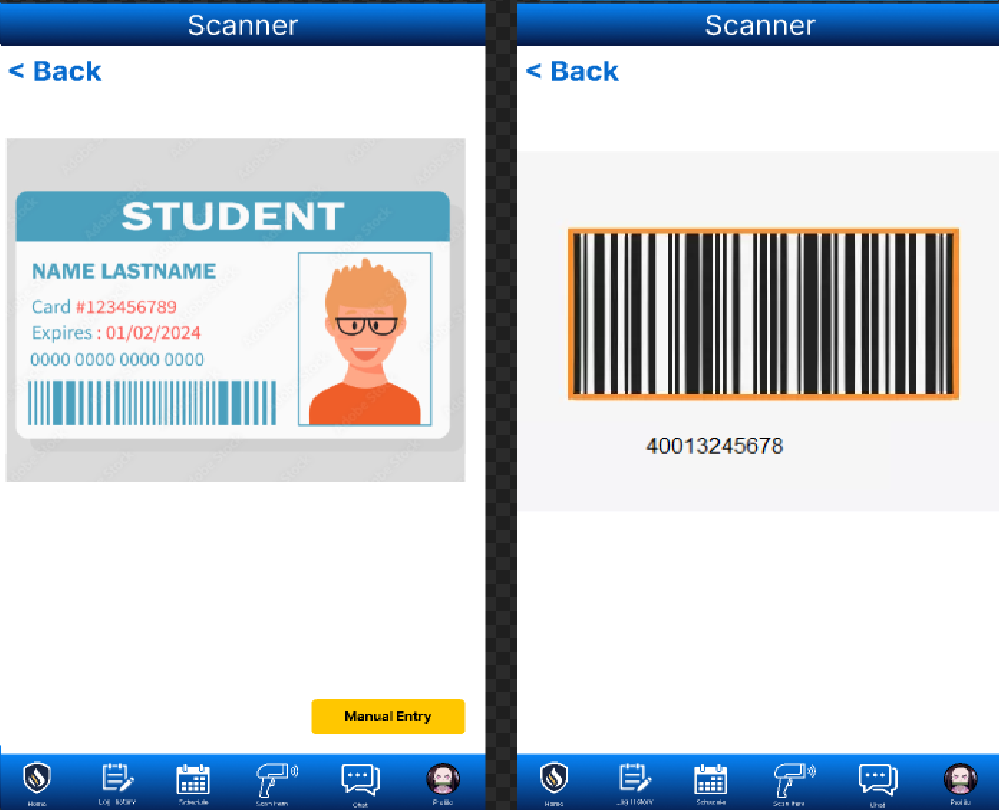 Scanner
< Back
STUDENT
NAME LASTNAME
Card #123456789
Expires : 01/02/2024
0000 0000 0000 0000
Manual Entry
Home
Log History
Schedule
Scan Item
Chat
Profile
Scanner
< Back
40013245678
Home
Log History
Schedule
Scan Item
Chat
Profile